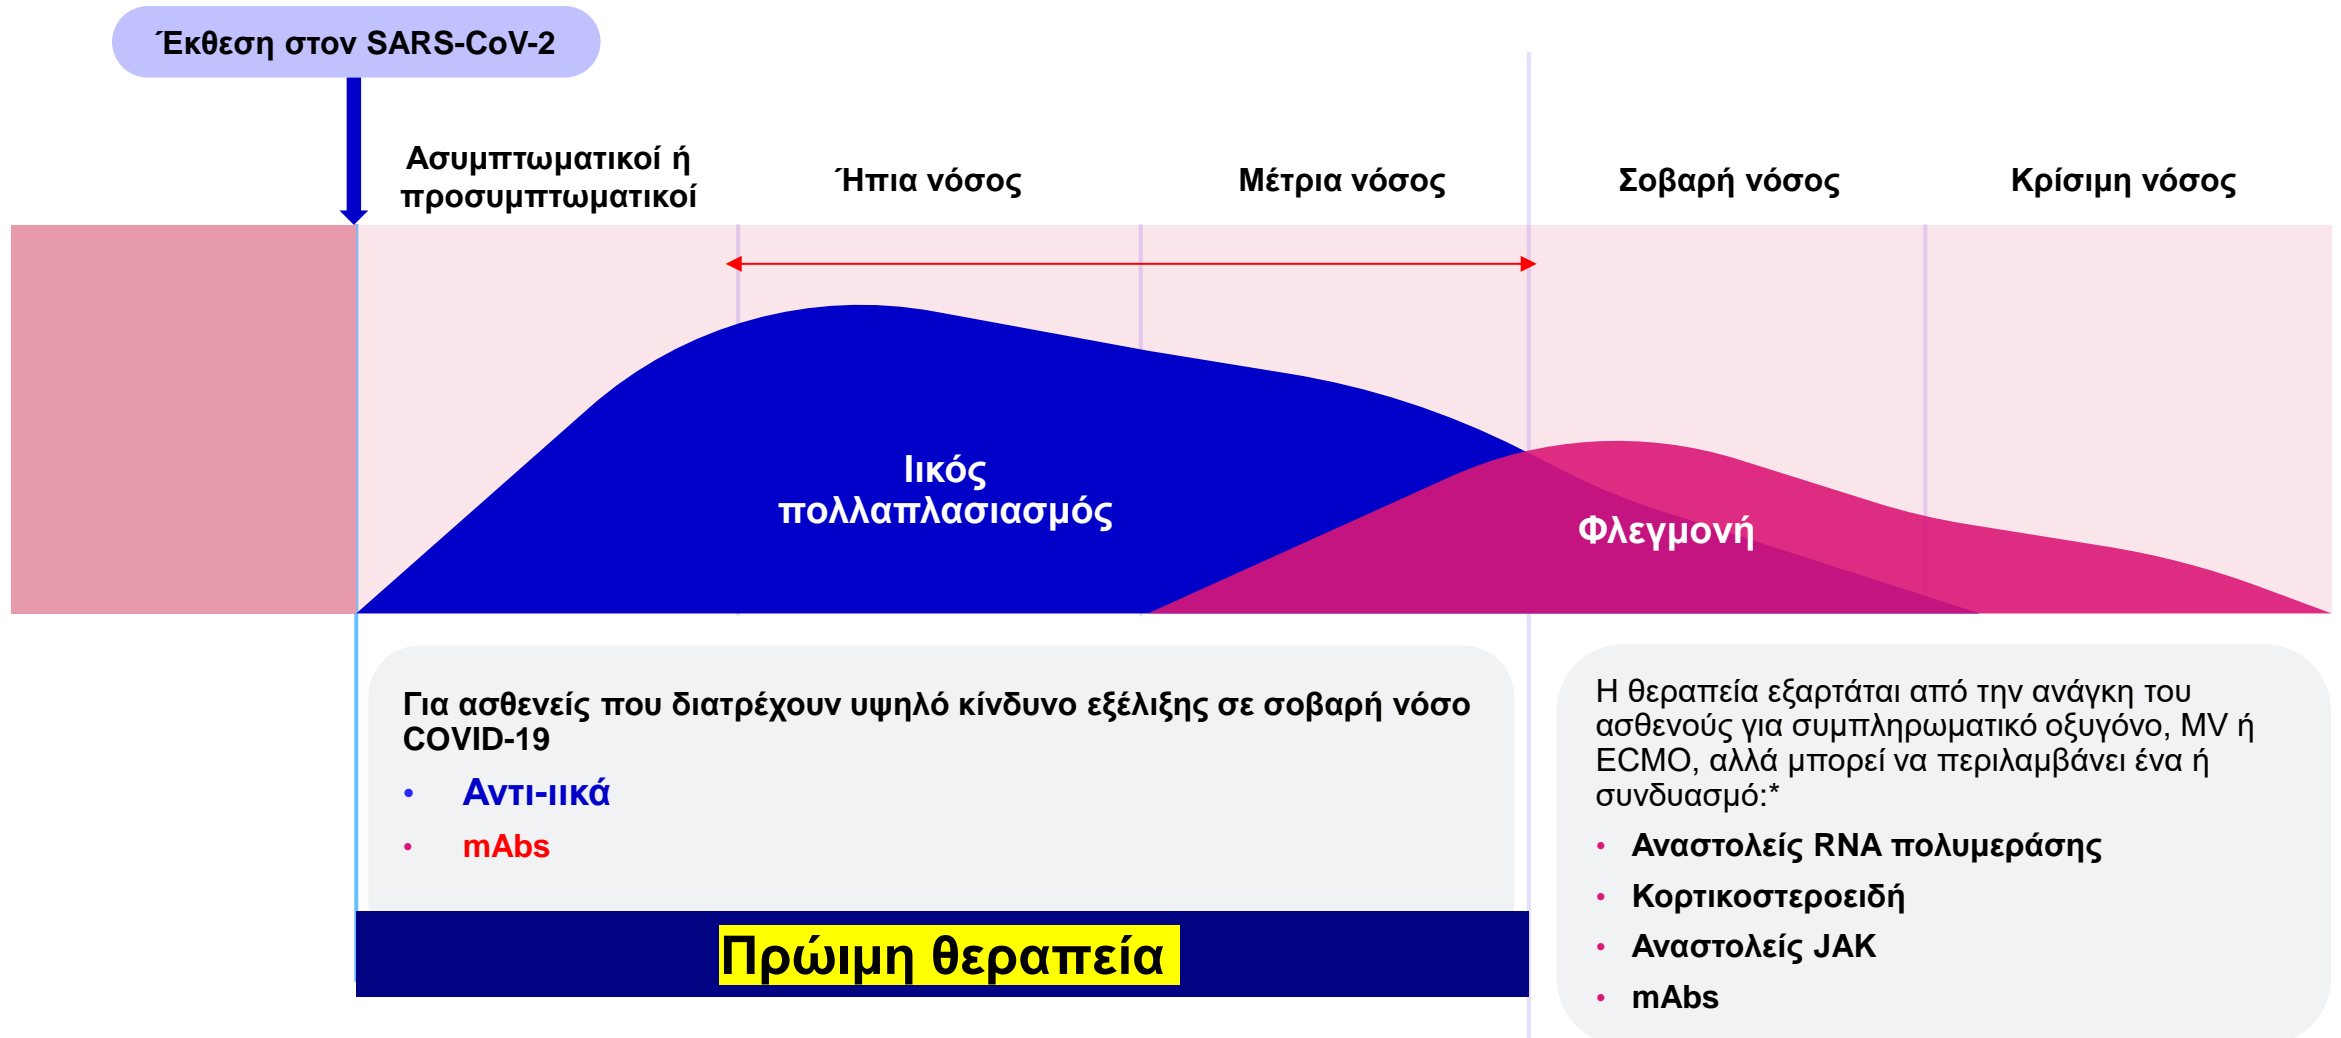 Έκθεση στον SARS-CoV-2
Ασυμπτωματικοί ή
προσυμπτωματικοί
Ήπια νόσος
Μέτρια νόσος
Σοβαρή νόσος
Κρίσιμη νόσος
Ιικός
πολλαπλασιασμός
Φλεγμονή
Για ασθενείς που διατρέχουν υψηλό κίνδυνο εξέλιξης σε σοβαρή νόσο
COVID-19
• Αντι-ιικά
• mAbs
Πρώιμη θεραπεία
Η θεραπεία εξαρτάται από την ανάγκη του
ασθενούς για συμπληρωματικό οξυγόνο, MV ή
ECMO, αλλά μπορεί να περιλαμβάνει ένα ή
συνδυασμό:*
• Αναστολείς RNA πολυμεράσης
• Κορτικοστεροειδή
• Αναστολείς JAK
• mAbs